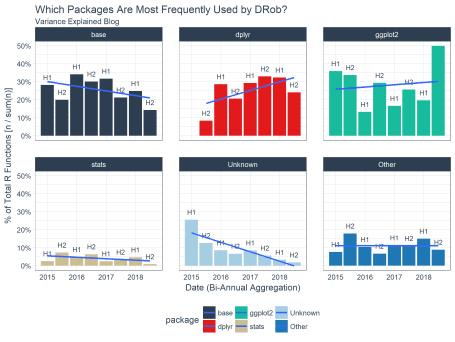 Which Packages Are Most Frequently Used by DRob?
Variance Explained Blog
base
dplyr
ggplot2
50%
40%
30%
20%
10%
0%
H1 H2 H1 H2 H1 H2 H1 H2
H2 H1 H2 H1 H2 H1 H2
H1 H2 H1 H2 H1 H2 H1
stats
Unknown
Other
50%
40%
30%
20%
10%
0%
H1 H2 H1 H2 H1 H2 H1 H2
H1 H2 H1 H2 H1 H2 H1 H2
H1 H2 H1 H2 H1 H2 H1 H2
2015 2016 2017 2018
2015 2016 2017 2018
2015 2016 2017 2018
% of Total R Functions [n / sum(n)]
Date (Bi-Annual Aggregation)
package
base
ggplot2
Unknown
dplyr
stats
Other